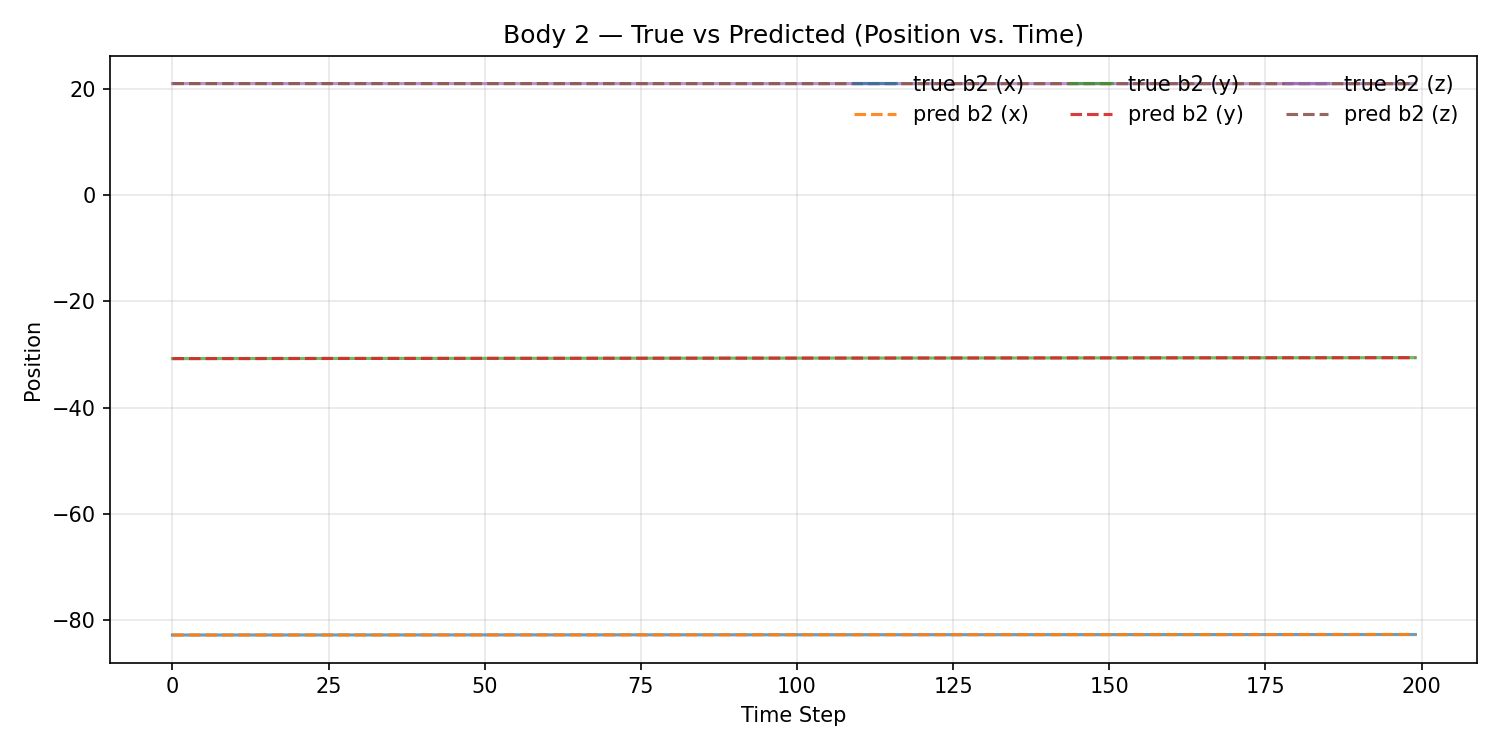 Body 2 — True vs Predicted (Position vs. Time)
true b2 (x) true b2 (y) true b2 (z)
pred b2 (x) pred b2 (y) pred b2 (z)
20
0
−20
−40
−60
−80
Position
0 25 50 75 100 125 150 175 200
Time Step